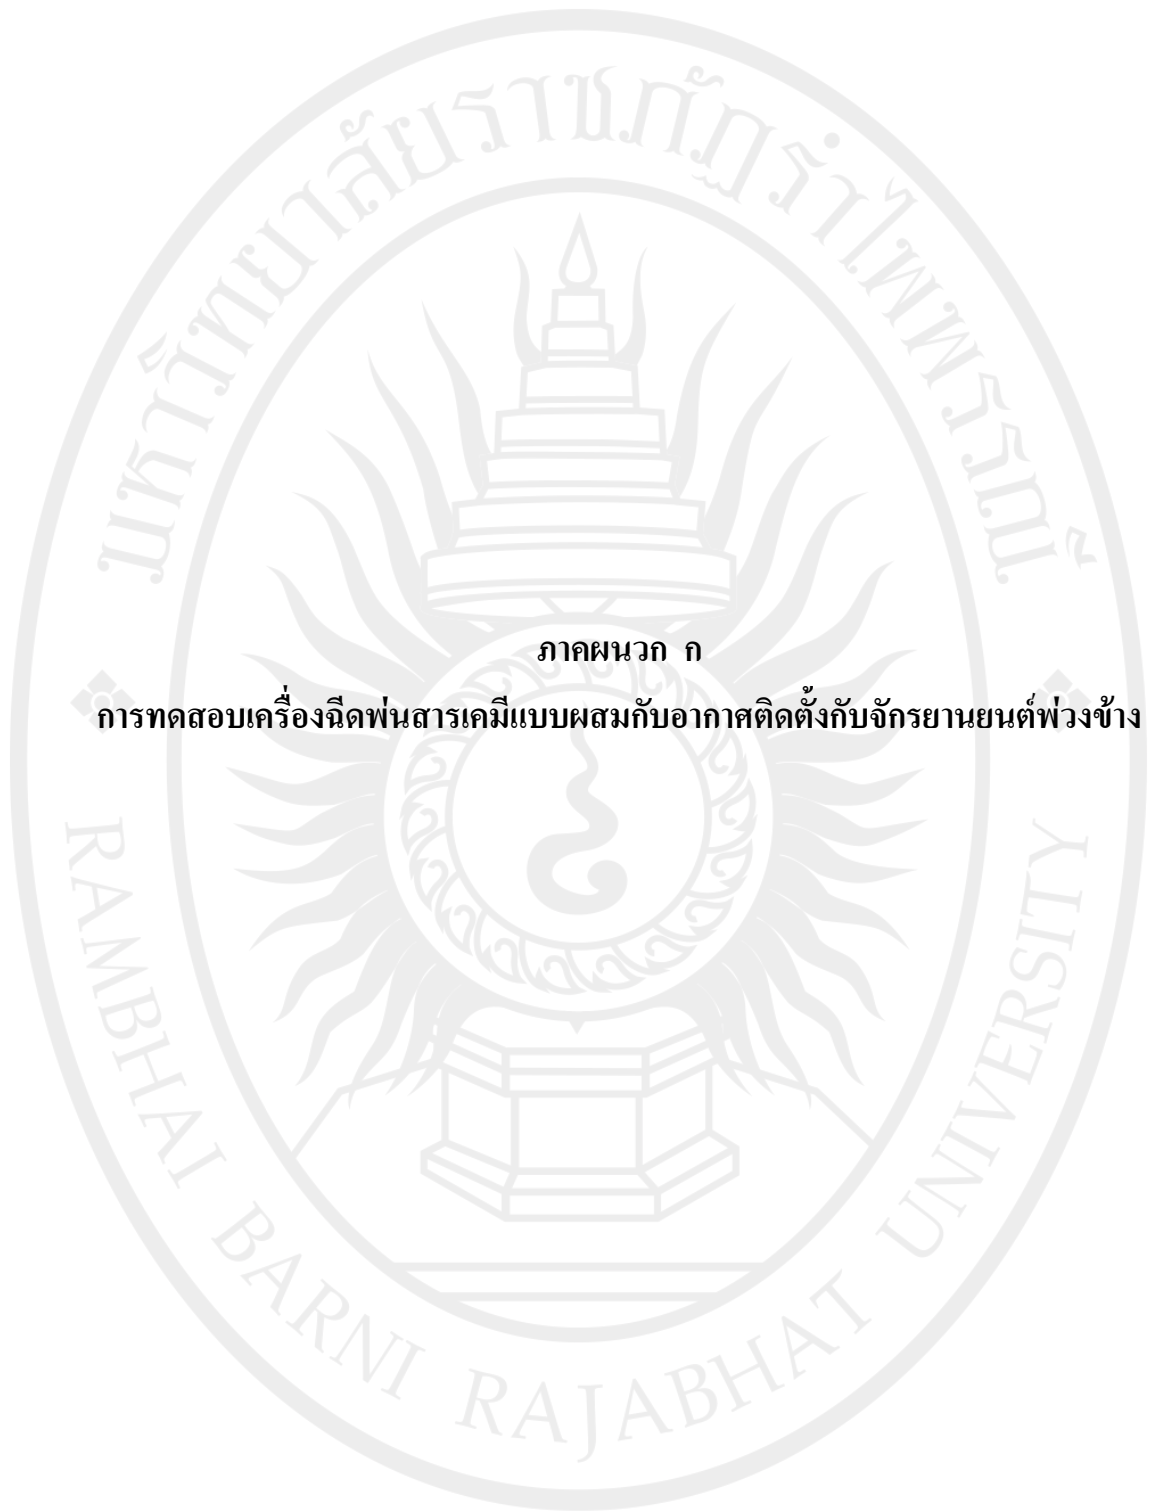 มหาวิทยาลัยราชภัฏรำไพพรรณี
ภาคผนวก ก
การทดสอบเครื่องฉีดพ่นสารเคมีแบบผสมกับอากาศติดตั้งกับจักรยานยนต์พ่วงข้าง
RAMBHAI BARNI RAJABHAT UNIVERSITY